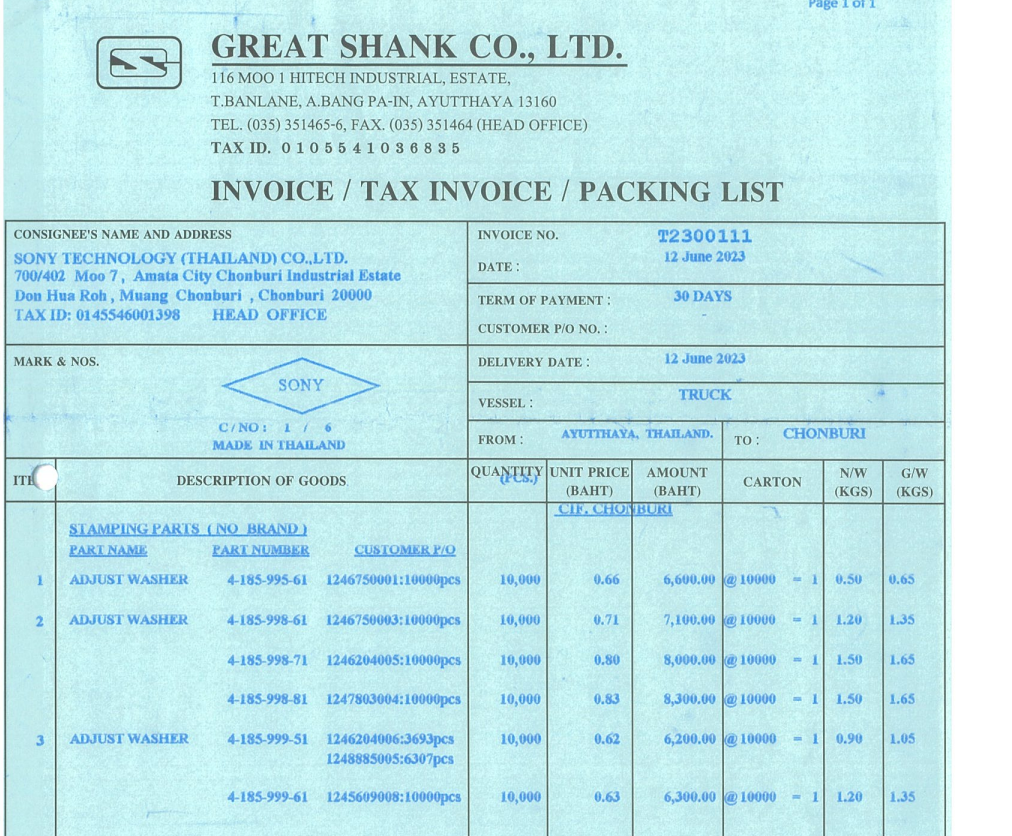 Page 1 of 1
GREAT SHANK CO., LTD.
116 MOO 1 HITECH INDUSTRIAL, ESTATE,
T.BANLANE, A.BANG PA-IN, AYUTTHAYA 13160
TEL. (035) 351465-6, FAX. (035) 351464 (HEAD OFFICE)
TAX ID. 0105541036835
INVOICE / TAX INVOICE / PACKING LIST
CONSIGNEE'S NAME AND ADDRESS
SONY TECHNOLOGY (THAILAND) CO.,LTD.
700/402 Moo 7 , Amata City Chonburi Industrial Estate
Don Hua Roh , Muang Chonburi , Chonburi 20000
TAX ID: 0145546001398 HEAD OFFICE
INVOICE NO. T2300111
DATE : 12 June 2023
TERM OF PAYMENT : 30 DAYS
CUSTOMER P/O NO. :
MARK & NOS.
SONY
C/NO: 1 / 6
MADE IN THAILAND
DELIVERY DATE : 12 June 2023
VESSEL : TRUCK
FROM : AYUTTHAYA, THAILAND. TO : CHONBURI
DESCRIPTION OF GOODS QUANTITY (PCS.) UNIT PRICE (BAHT) AMOUNT (BAHT) CARTON N/W (KGS) G/W (KGS)
CIF. CHONBURI
STAMPING PARTS ( NO BRAND )
PART NAME PART NUMBER CUSTOMER P/O
1 ADJUST WASHER 4-185-995-61 1246750001:10000pcs 10,000 0.66 6,600.00 @10000 = 1 0.50 0.65
2 ADJUST WASHER 4-185-998-61 1246750003:10000pcs 10,000 0.71 7,100.00 @10000 = 1 1.20 1.35
4-185-998-71 1246204005:10000pcs 10,000 0.80 8,000.00 @10000 = 1 1.50 1.65
4-185-998-81 1247803004:10000pcs 10,000 0.83 8,300.00 @10000 = 1 1.50 1.65
3 ADJUST WASHER 4-185-999-51 1246204006:3693pcs 10,000 0.62 6,200.00 @10000 = 1 0.90 1.05
1248885005:6307pcs
4-185-999-61 1245609008:10000pcs 10,000 0.63 6,300.00 @10000 = 1 1.20 1.35